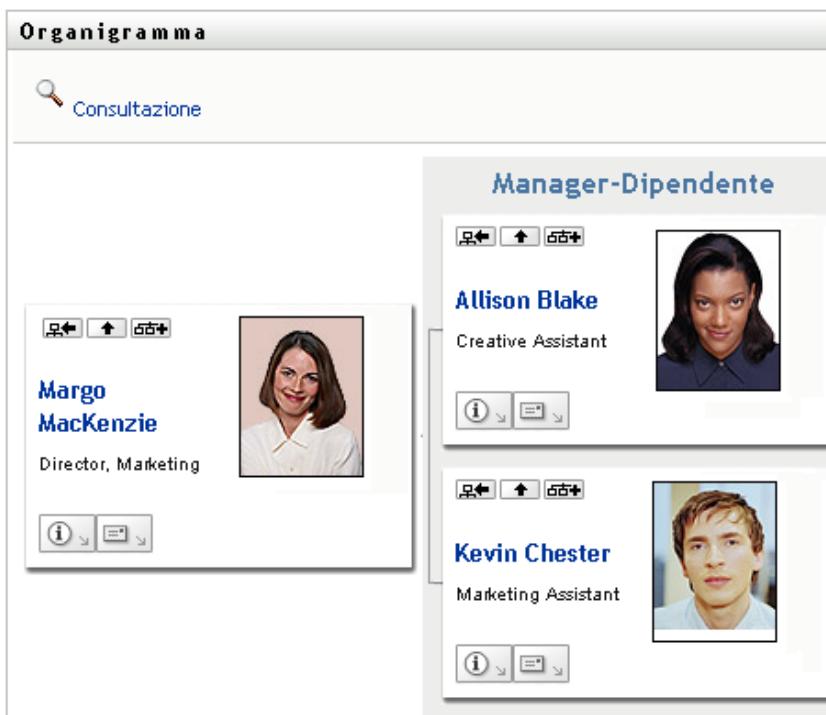 Organigramma
Consultazione
Manager-Dipendente
Margo
MacKenzie
Director, Marketing
Allison Blake
Creative Assistant
Kevin Chester
Marketing Assistant